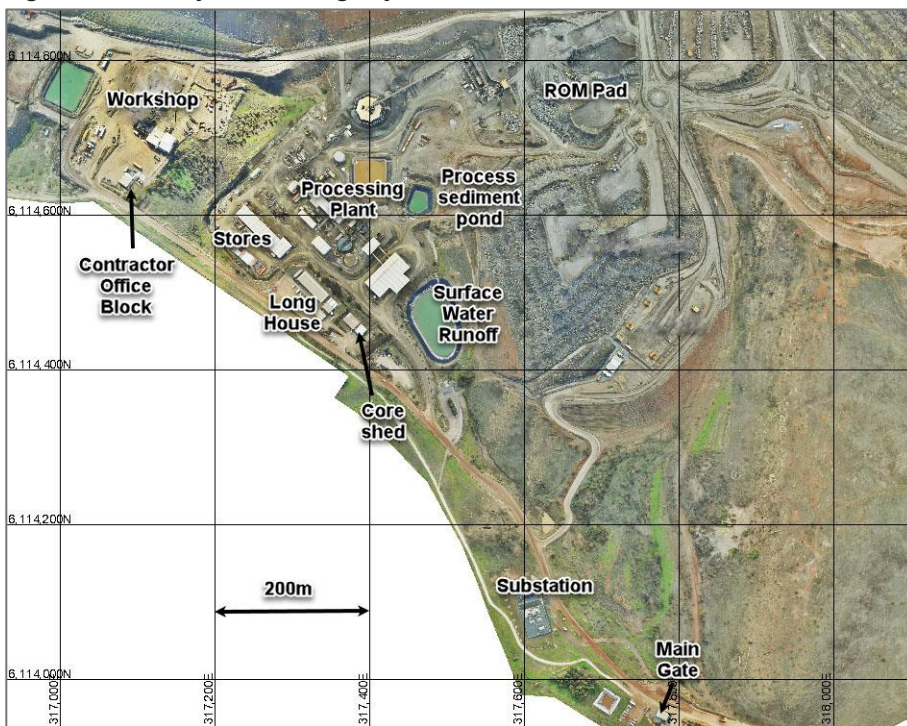 6,114,800N
Workshop
ROM Pad
Processing
Plant
Process
sediment
pond
6,114,600N
Stores
Contractor
Office
Block
Long
House
Surface
Water
Runoff
6,114,400N
Core
shed
6,114,200N
Substation
200m
Main
Gate
6,114,000N
317,000E
317,200E
317,400E
317,600E
318,000E